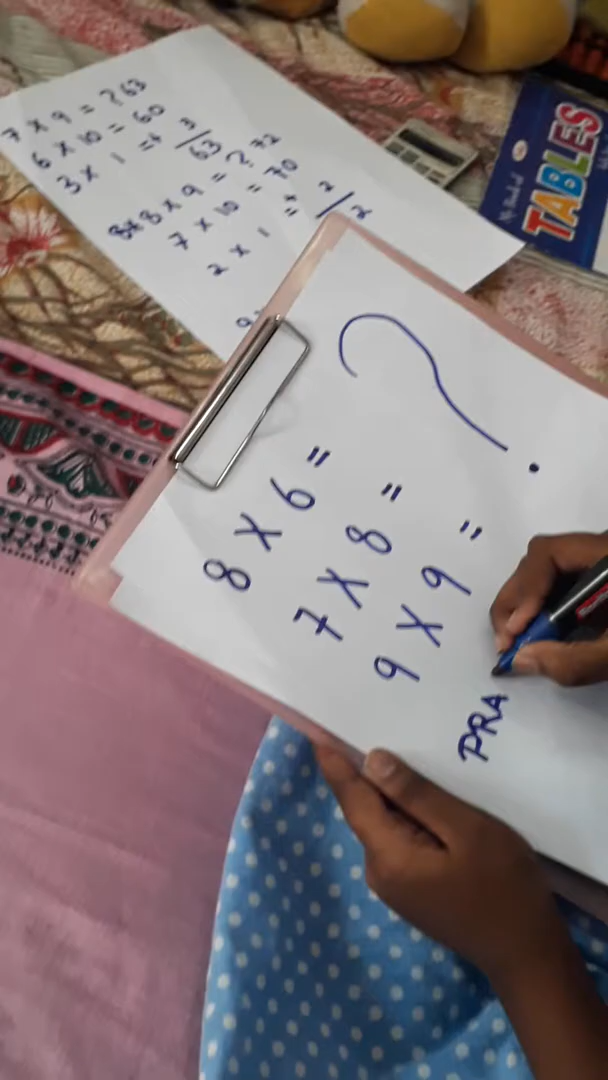 7 x 9 = ? 63
6 x 10 = 60
3 x 1 = + 3
63
8 x 9 = ? 72
7 x 10 = 70
2 x 1 = + 2
2
9
TABLES
?
8 X 6 =
7 X 8 =
9 X 9 =
PRA